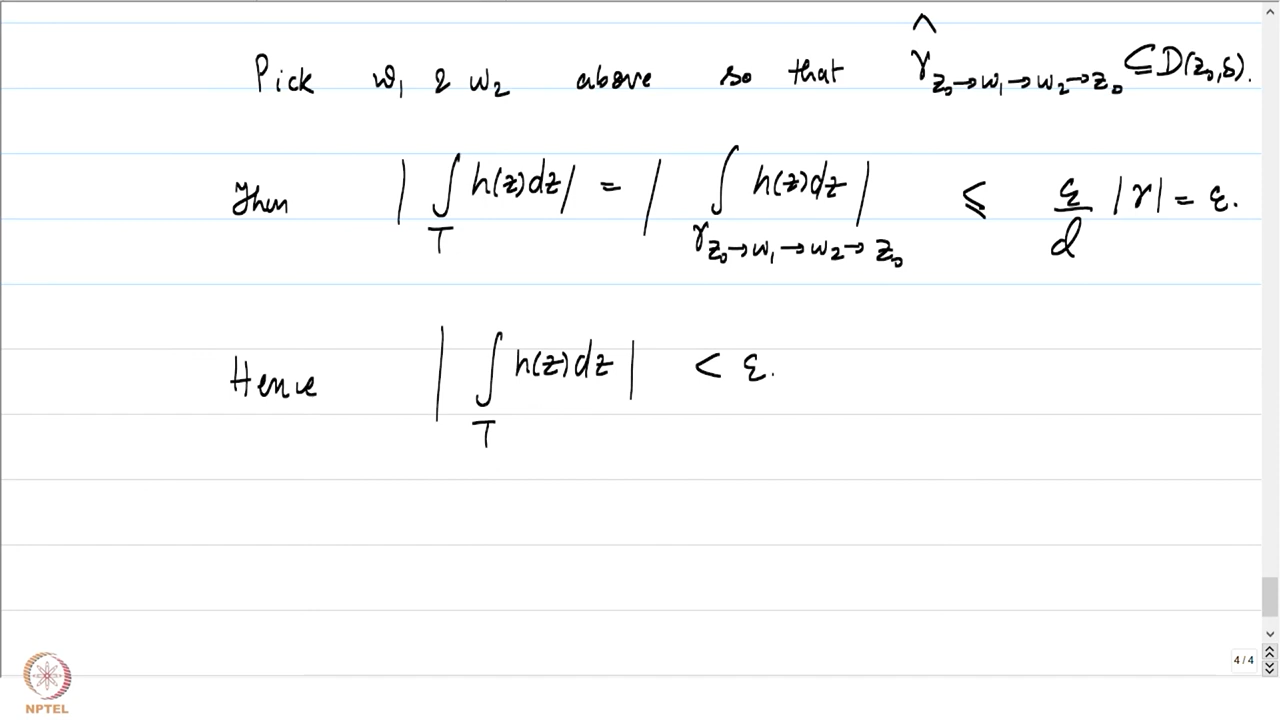 Pick w₁ & w₂ above so that γ̂_{z₀→w₁→w₂→z₀} ⊆ D(z₀,δ).
Then |∫_T h(z)dz| = |∫_{γ_{z₀→w₁→w₂→z₀}} h(z)dz| ≤ ε/d |γ| = ε.
Hence |∫_T h(z)dz| < ε.
4 / 4
NPTEL